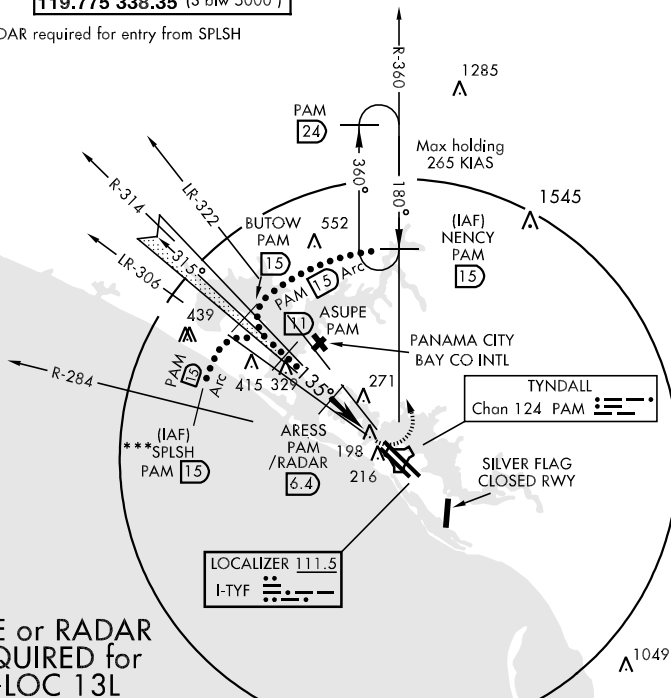 119.775 338.35 (S blw 5000')
DAR required for entry from SPLSH
R-360
1285
PAM
24
Max holding
265 KIAS
360°
180°
R-314
LR-322
LR-306
315°
1545
BUTOW
PAM
15
552
(IAF)
NENCY
PAM
15
PAM 15 Arc
11
ASUPE
PAM
439
PANAMA CITY
BAY CO INTL
R-284
PAM
15
Arc
415
329
135°
271
TYNDALL
Chan 124 PAM
(IAF)
***SPLSH
PAM 15
ARESS
PAM
/RADAR
6.4
198
216
SILVER FLAG
CLOSED RWY
LOCALIZER 111.5
I-TYF
E or RADAR
QUIRED for
-LOC 13L
1049